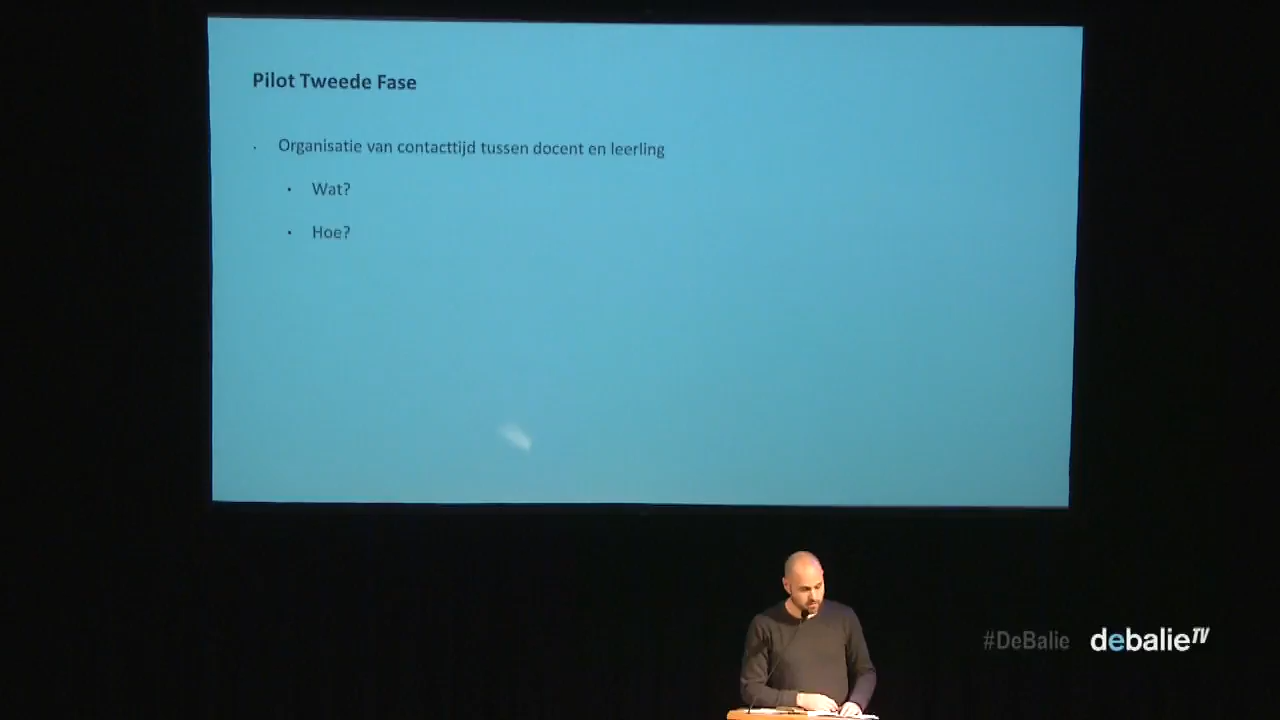 Pilot Tweede Fase
Organisatie van contacttijd tussen docent en leerling
Wat?
Hoe?
#DeBalie debalieTV